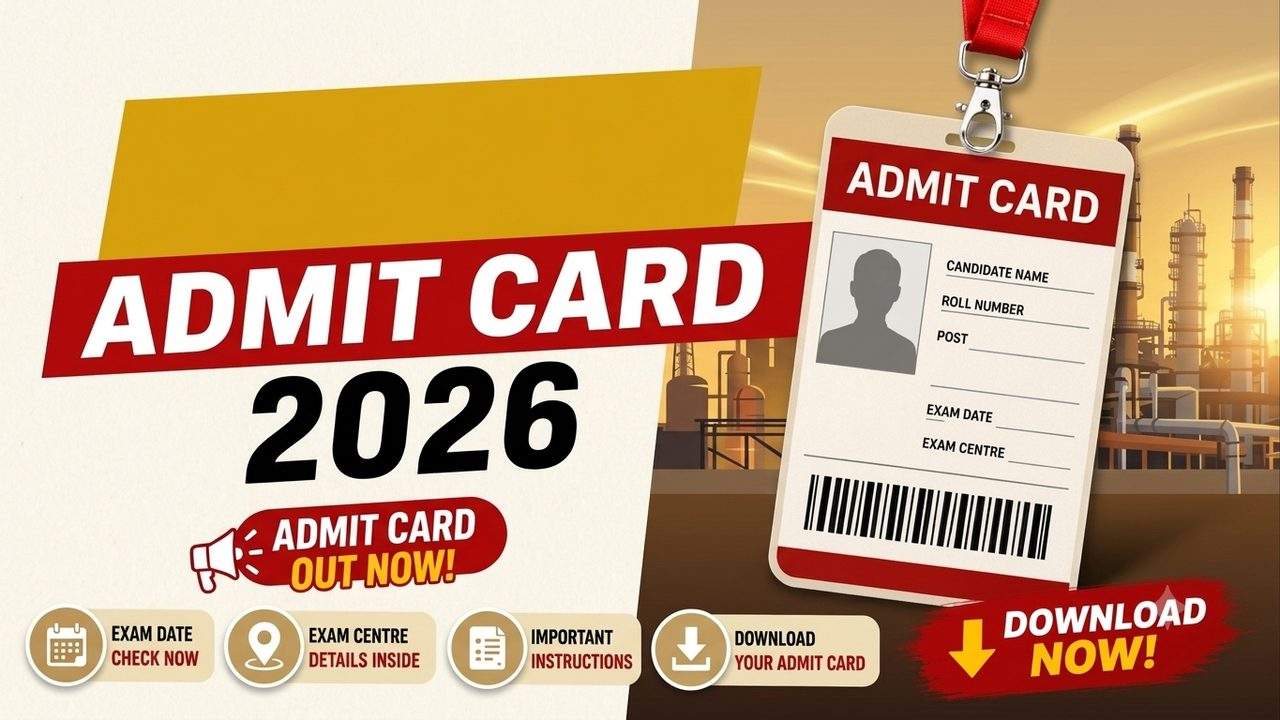 ADMIT CARD
2026
ADMIT CARD
OUT NOW!
EXAM DATE
CHECK NOW
EXAM CENTRE
DETAILS INSIDE
IMPORTANT
INSTRUCTIONS
DOWNLOAD
YOUR ADMIT CARD
ADMIT CARD
CANDIDATE NAME
ROLL NUMBER
POST
EXAM DATE
EXAM CENTRE
DOWNLOAD
NOW!